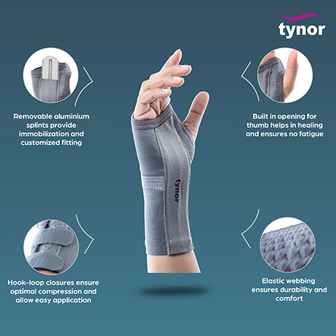 tynor
Removable aluminium
splints provide
immobilization and
customized fitting
Built in opening for
thumb helps in healing
and ensures no fatigue
tynor
Hook-loop closures ensure
optimal compression and
allow easy application
Elastic webbing
ensures durability and
comfort